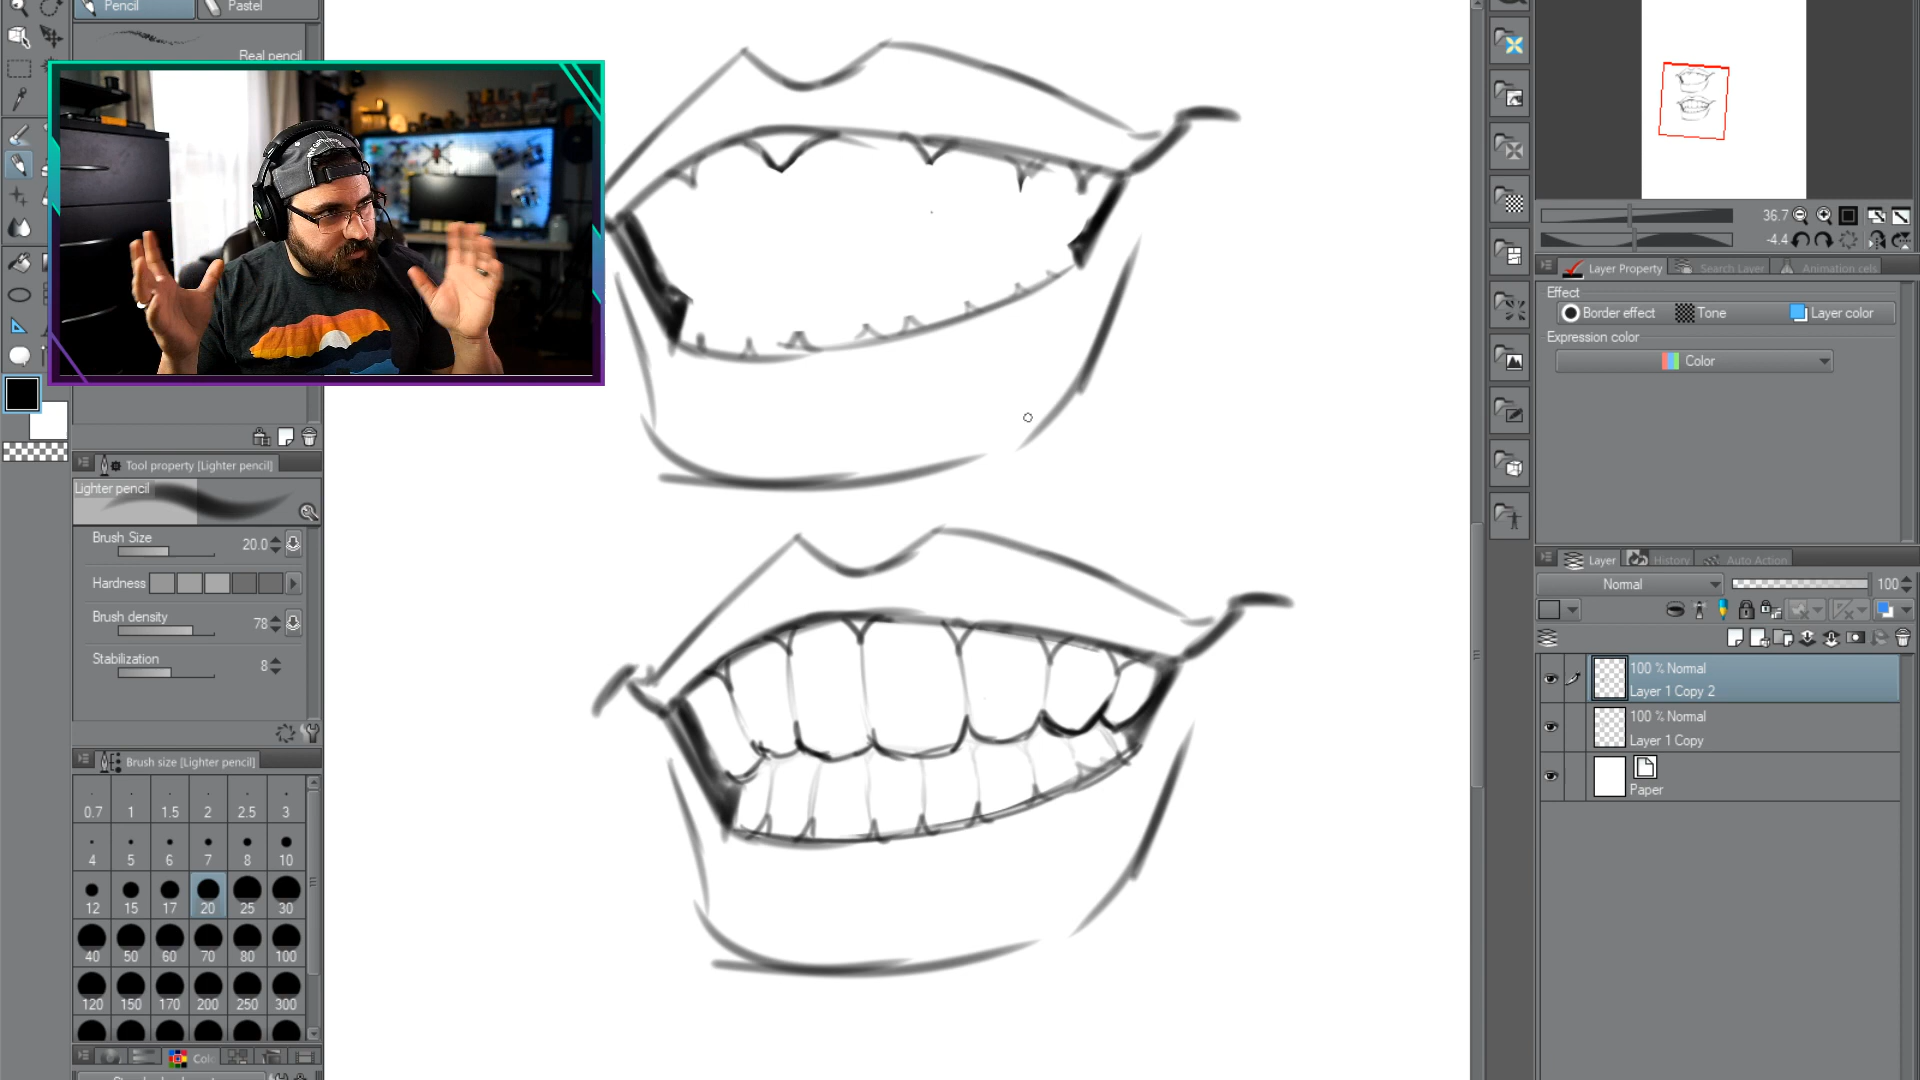 Pencil
Pastel
Real pencil
Tool property [Lighter pencil]
Lighter pencil
Brush Size
20.0
Hardness
Brush density
78
Stabilization
8
Brush size [Lighter pencil]
0.7 1 1.5 2 2.5 3
4 5 6 7 8 10
12 15 17 20 25 30
40 50 60 70 80 100
120 150 170 200 250 300
36.7
-4.4
Layer Property
Search Layer
Animation cels
Effect
Border effect
Tone
Layer color
Expression color
Color
Layer
History
Auto Action
Normal
100
100 % Normal
Layer 1 Copy 2
100 % Normal
Layer 1 Copy
Paper